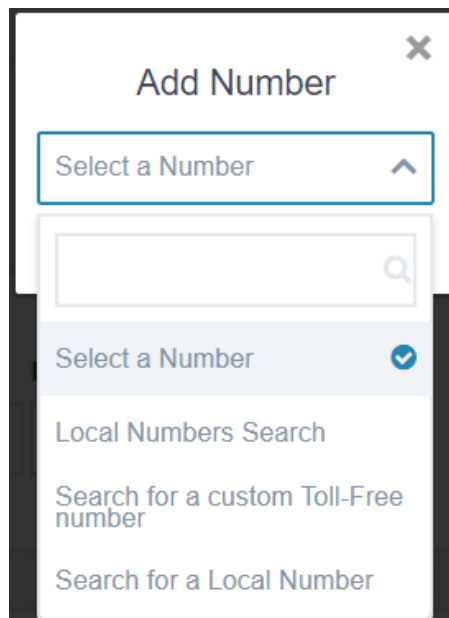 Add Number
Select a Number
Select a Number
Local Numbers Search
Search for a custom Toll-Free
number
Search for a Local Number